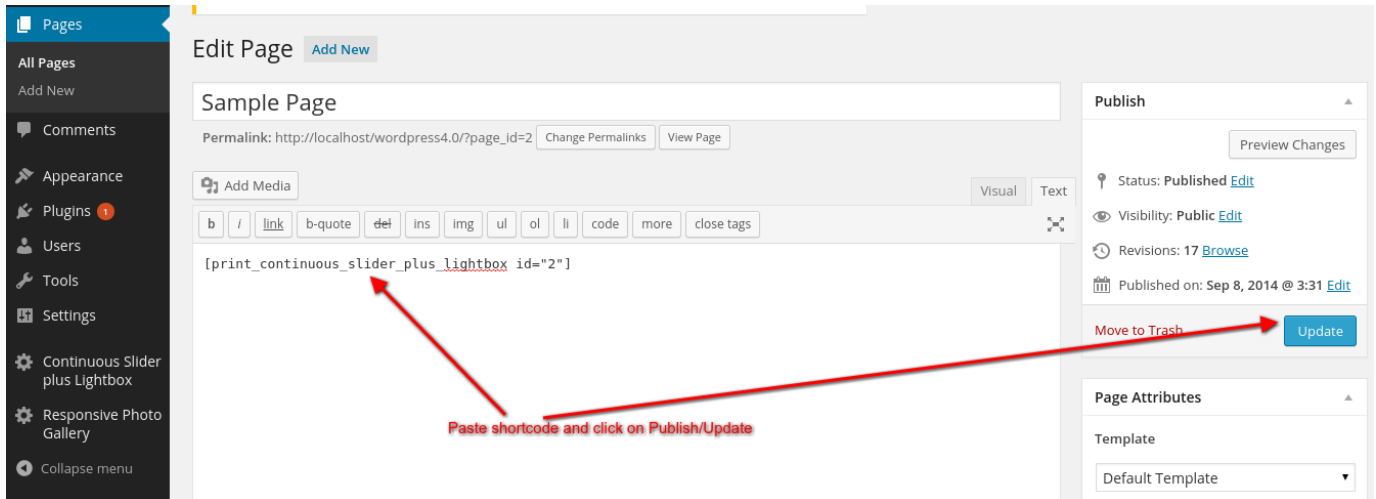 Pages
All Pages
Add New
Comments
Appearance
Plugins 1
Users
Tools
Settings
Continuous Slider
plus Lightbox
Responsive Photo
Gallery
Collapse menu
Edit Page Add New
Sample Page
Permalink: http://localhost/wordpress4.0/?page_id=2 Change Permalinks View Page
Add Media
Visual Text
b i link b-quote del ins img ul ol li code more close tags
[print_continuous_slider_plus_lightbox id="2"]
Paste shortcode and click on Publish/Update
Publish
Preview Changes
Status: Published Edit
Visibility: Public Edit
Revisions: 17 Browse
Published on: Sep 8, 2014 @ 3:31 Edit
Move to Trash Update
Page Attributes
Template
Default Template